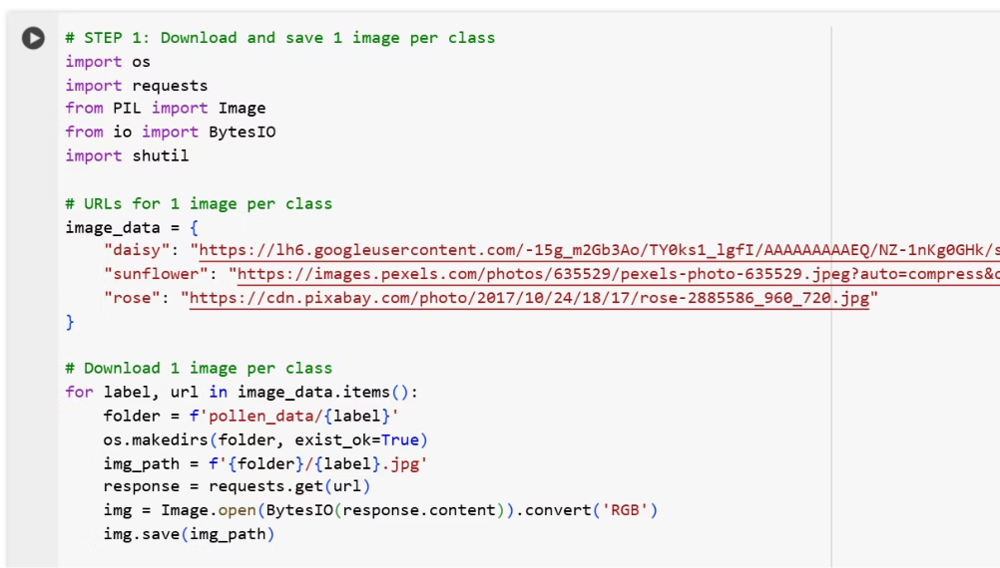 # STEP 1: Download and save 1 image per class
import os
import requests
from PIL import Image
from io import BytesIO
import shutil
# URLs for 1 image per class
image_data = {
    "daisy": "https://lh6.googleusercontent.com/-15g_m2Gb3Ao/TY0ks1_lgfI/AAAAAAAAAEQ/NZ-1nKg0GHk/s
    "sunflower": "https://images.pexels.com/photos/635529/pexels-photo-635529.jpeg?auto=compress&c
    "rose": "https://cdn.pixabay.com/photo/2017/10/24/18/17/rose-2885586_960_720.jpg"
}
# Download 1 image per class
for label, url in image_data.items():
    folder = f'pollen_data/{label}'
    os.makedirs(folder, exist_ok=True)
    img_path = f'{folder}/{label}.jpg'
    response = requests.get(url)
    img = Image.open(BytesIO(response.content)).convert('RGB')
    img.save(img_path)